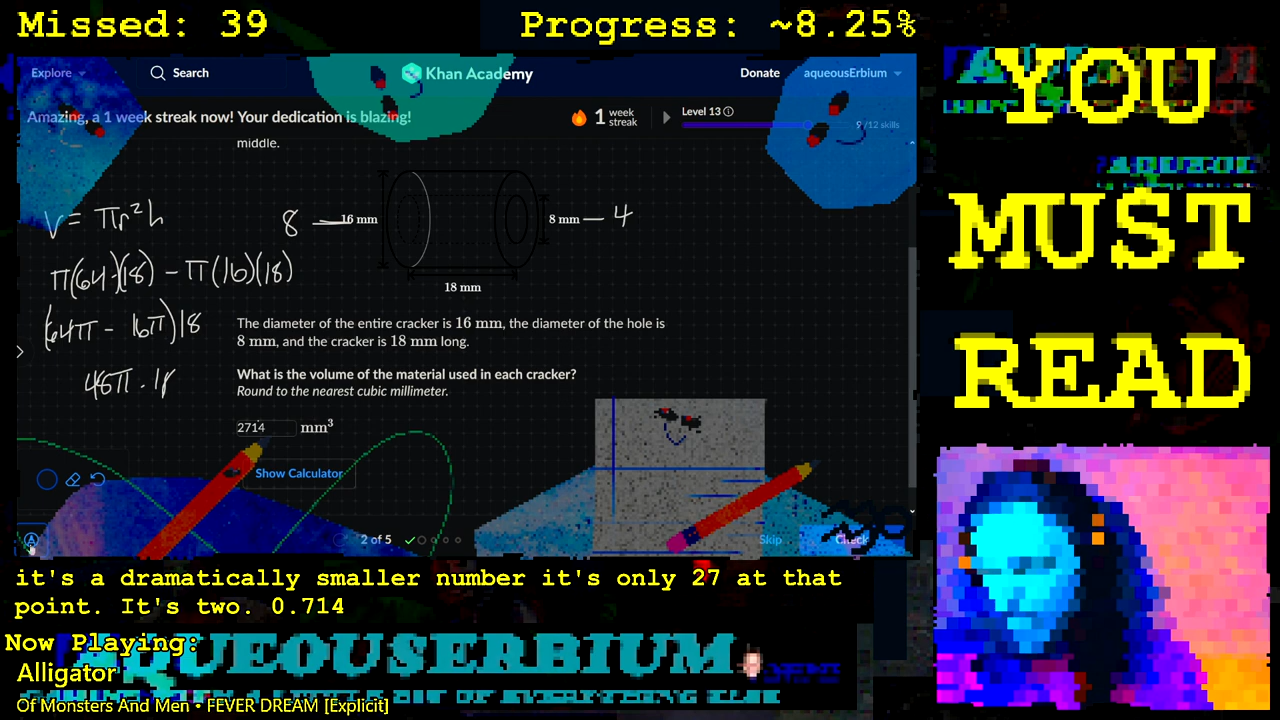 Missed: 39
Progress: ~8.25%
Explore
Search
Khan Academy
Donate
aqueousErbium
Amazing, a 1 week streak now! Your dedication is blazing!
1 week streak
Level 13
9/12 skills
middle.
V = πr²h
8 — 16 mm
8 mm — 4
π(64)(18) - π(16)(18)
18 mm
(64π - 16π)18
The diameter of the entire cracker is 16 mm, the diameter of the hole is
8 mm, and the cracker is 18 mm long.
48π · 18
What is the volume of the material used in each cracker?
Round to the nearest cubic millimeter.
2714 mm³
Show Calculator
2 of 5
Skip
Check
YOU
MUST
READ
it's a dramatically smaller number it's only 27 at that
point. It's two. 0.714
Now Playing:
AQUEOUSERBIUM
Alligator
Of Monsters And Men • FEVER DREAM [Explicit]